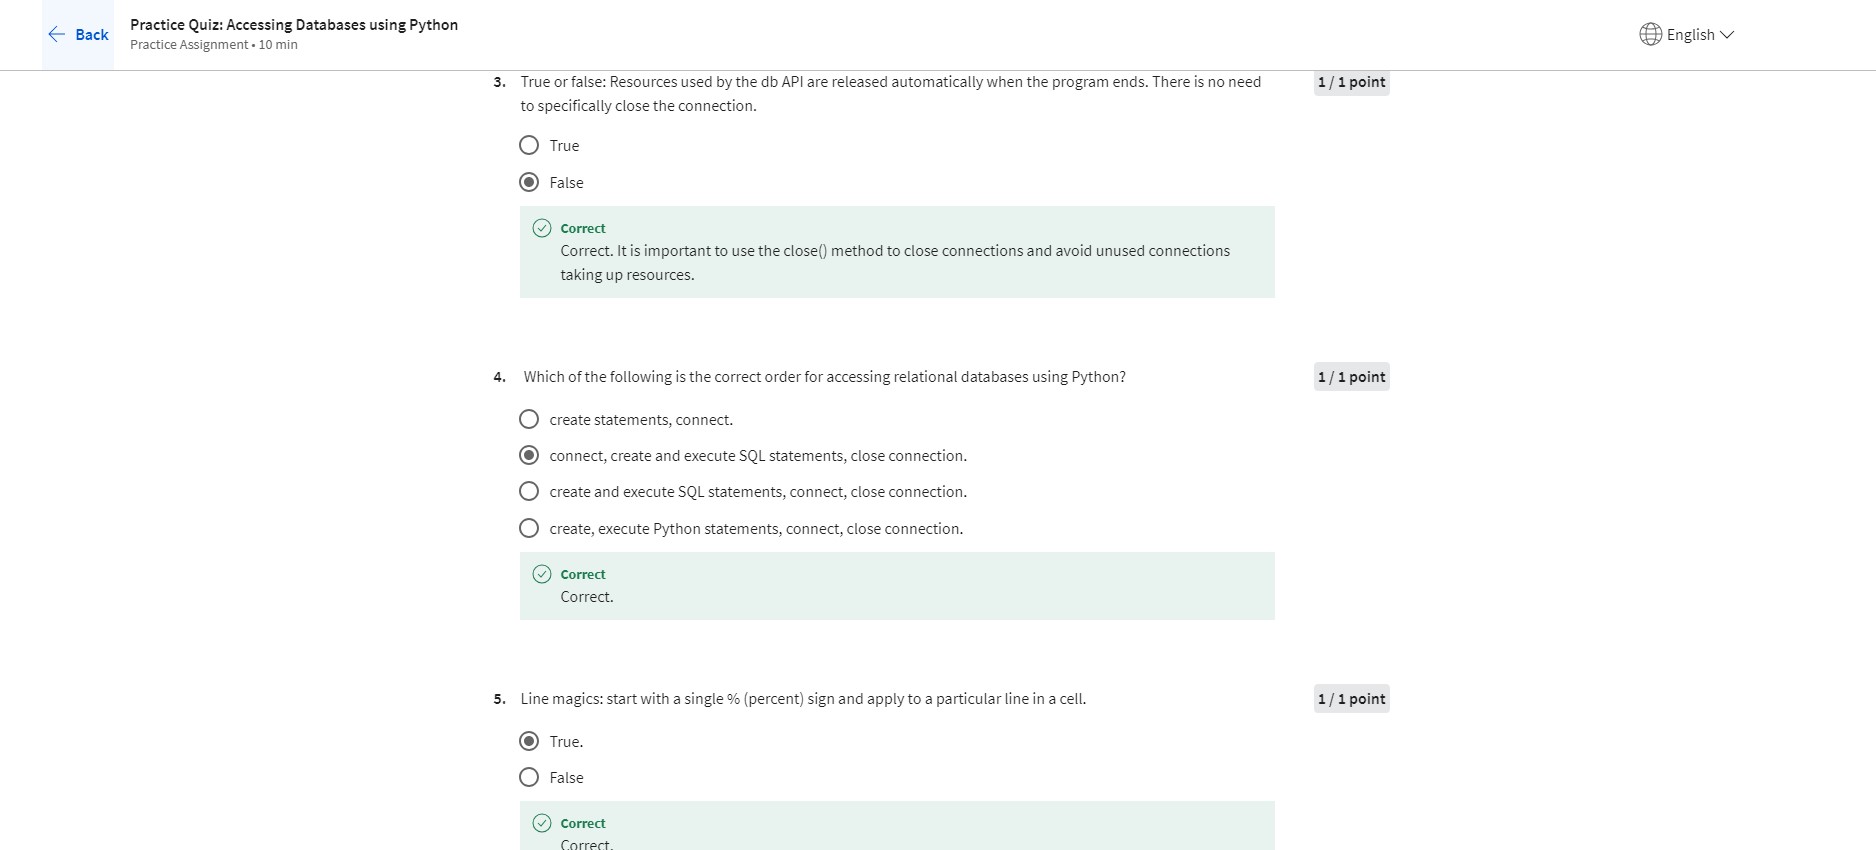 Back
Practice Quiz: Accessing Databases using Python
Practice Assignment • 10 min
English
3. True or false: Resources used by the db API are released automatically when the program ends. There is no need
to specifically close the connection.
1 / 1 point
True
False
Correct
Correct. It is important to use the close() method to close connections and avoid unused connections
taking up resources.
4. Which of the following is the correct order for accessing relational databases using Python?
1 / 1 point
create statements, connect.
connect, create and execute SQL statements, close connection.
create and execute SQL statements, connect, close connection.
create, execute Python statements, connect, close connection.
Correct
Correct.
5. Line magics: start with a single % (percent) sign and apply to a particular line in a cell.
1 / 1 point
True.
False
Correct
Correct.